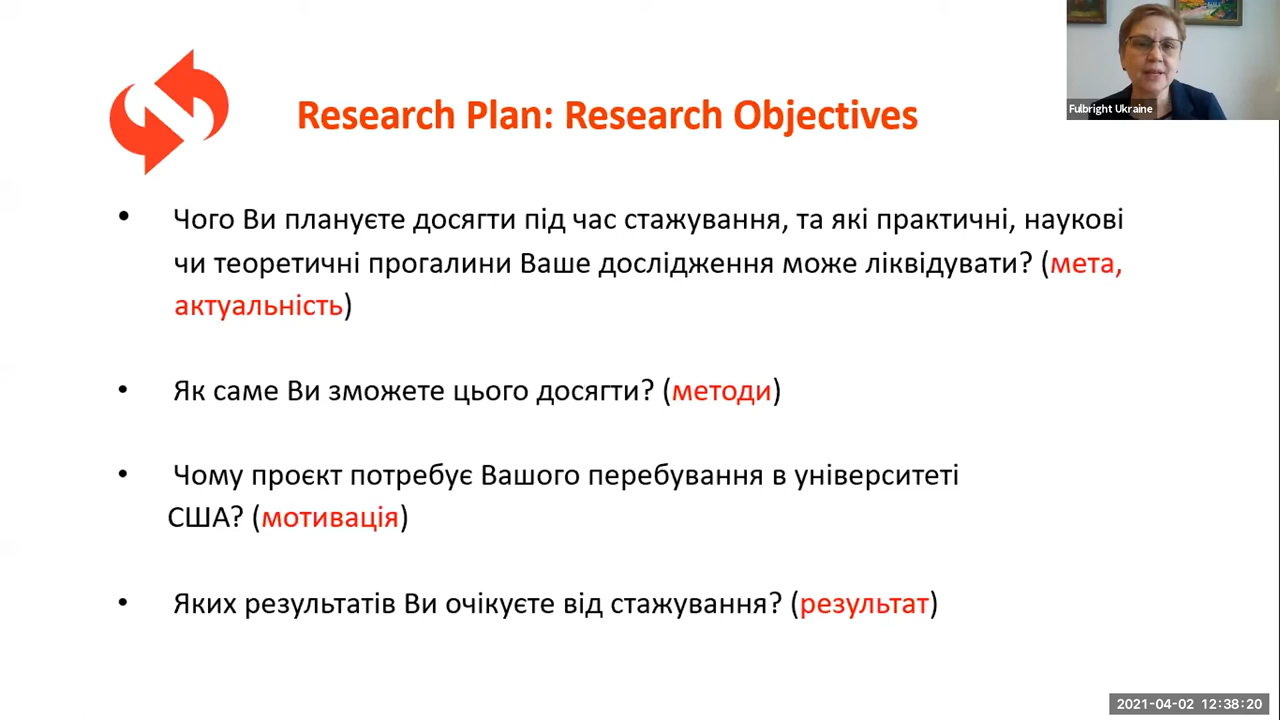 Research Plan: Research Objectives
Fulbright Ukraine
• Чого Ви плануєте досягти під час стажування, та які практичні, наукові
чи теоретичні прогалини Ваше дослідження може ліквідувати? (мета,
актуальність)
• Як саме Ви зможете цього досягти? (методи)
• Чому проєкт потребує Вашого перебування в університеті
США? (мотивація)
• Яких результатів Ви очікуєте від стажування? (результат)
2021-04-02 12:38:20